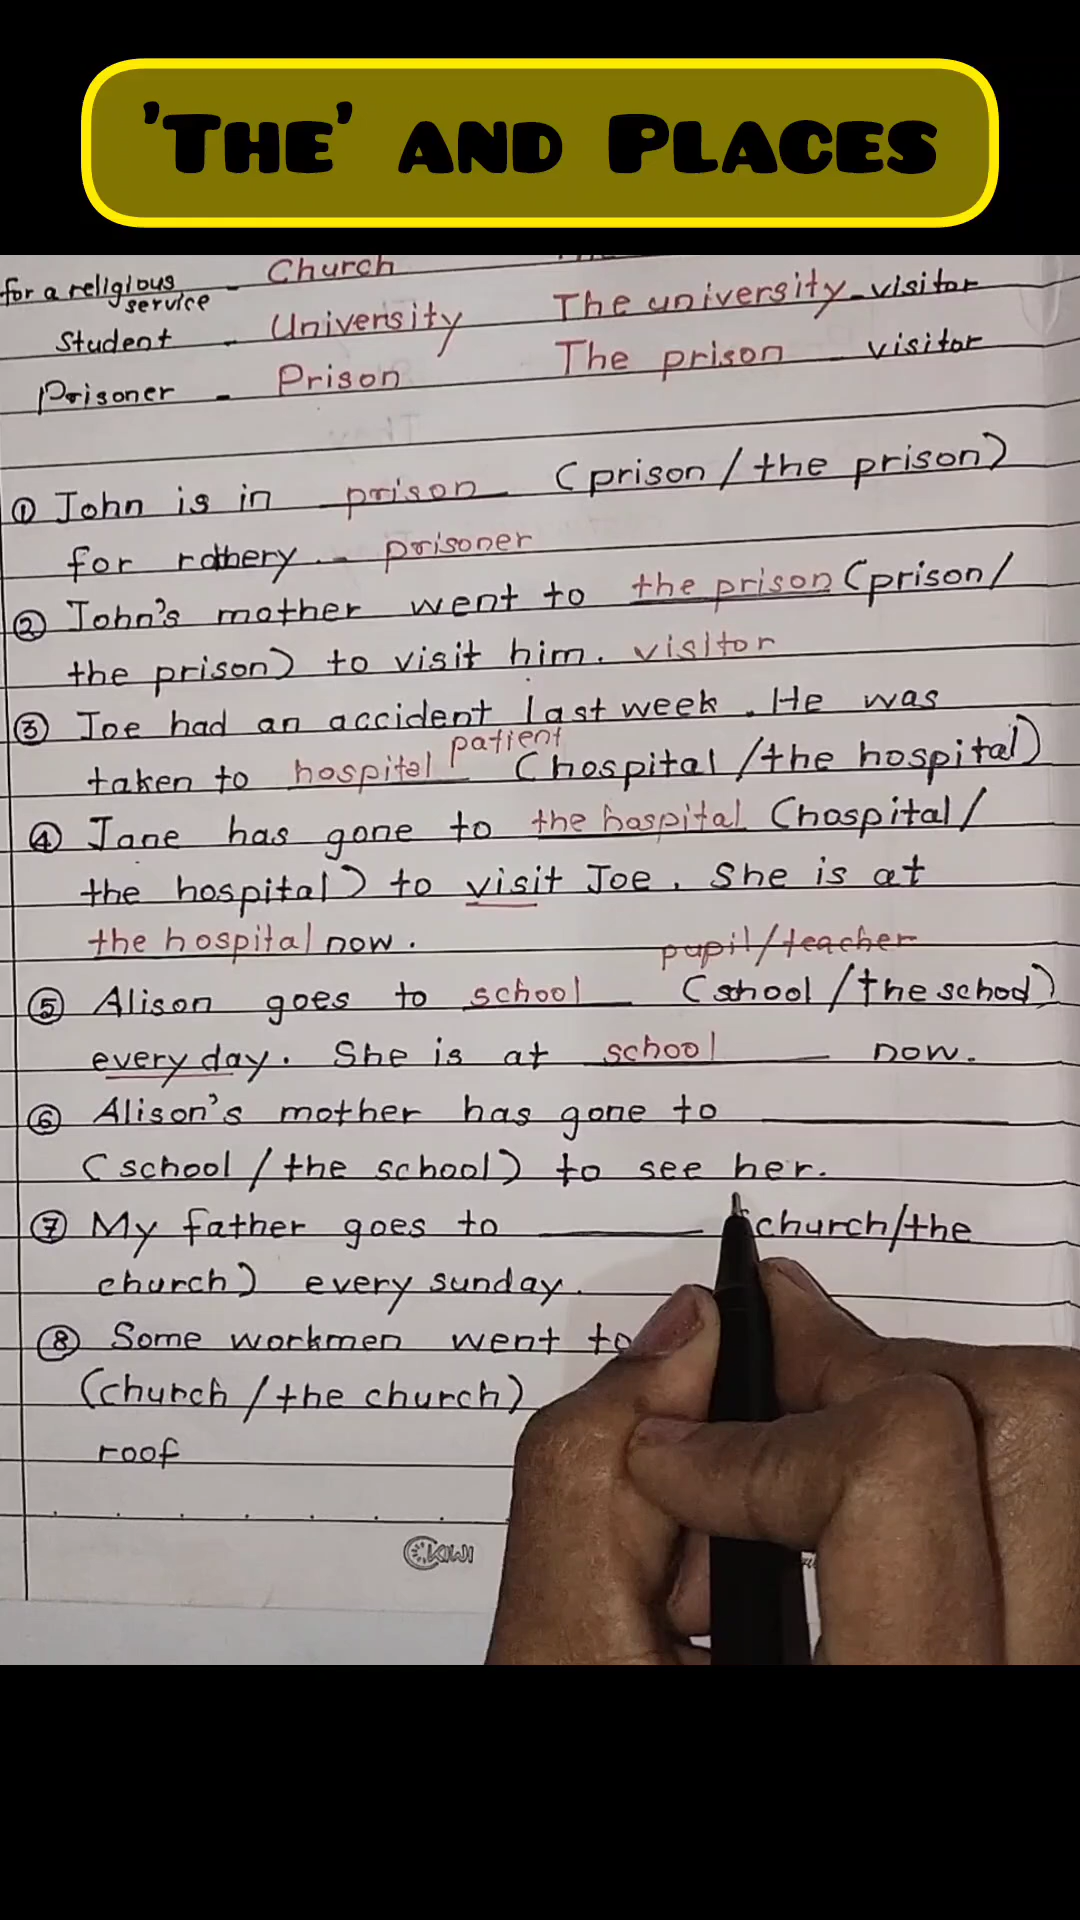 'THE' AND PLACES
for a religious service - Church
Student - University The university - visitor
Prisoner - Prison The prison - visitor
① John is in prison (prison / the prison)
for robbery. - prisoner
② John's mother went to the prison (prison /
the prison) to visit him. visitor
③ Joe had an accident last week. He was
patient
taken to hospital (hospital / the hospital)
④ Jane has gone to the hospital (hospital /
the hospital) to visit Joe. She is at
the hospital now.
pupil/teacher
⑤ Alison goes to school (school / the school)
every day. She is at school now.
⑥ Alison's mother has gone to
(school / the school) to see her.
⑦ My father goes to church/the
church) every sunday.
⑧ Some workmen went to
(church / the church)
roof
KIWI